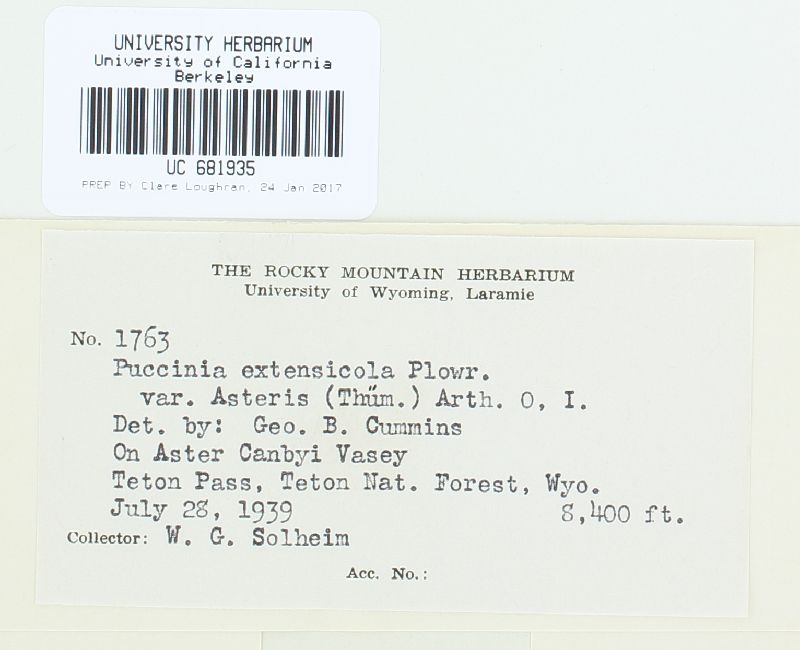 UNIVERSITY HERBARIUM
University of California
Berkeley
UC 681935
PREP BY Clare Loughran, 24 Jan 2017
THE ROCKY MOUNTAIN HERBARIUM
University of Wyoming, Laramie
No. 1763
Puccinia extensicola Plowr.
var. Asteris (Thüm.) Arth. O, I.
Det. by: Geo. B. Cummins
On Aster Canbyi Vasey
Teton Pass, Teton Nat. Forest, Wyo.
July 28, 1939 8,400 ft.
Collector: W. G. Solheim
Acc. No.: